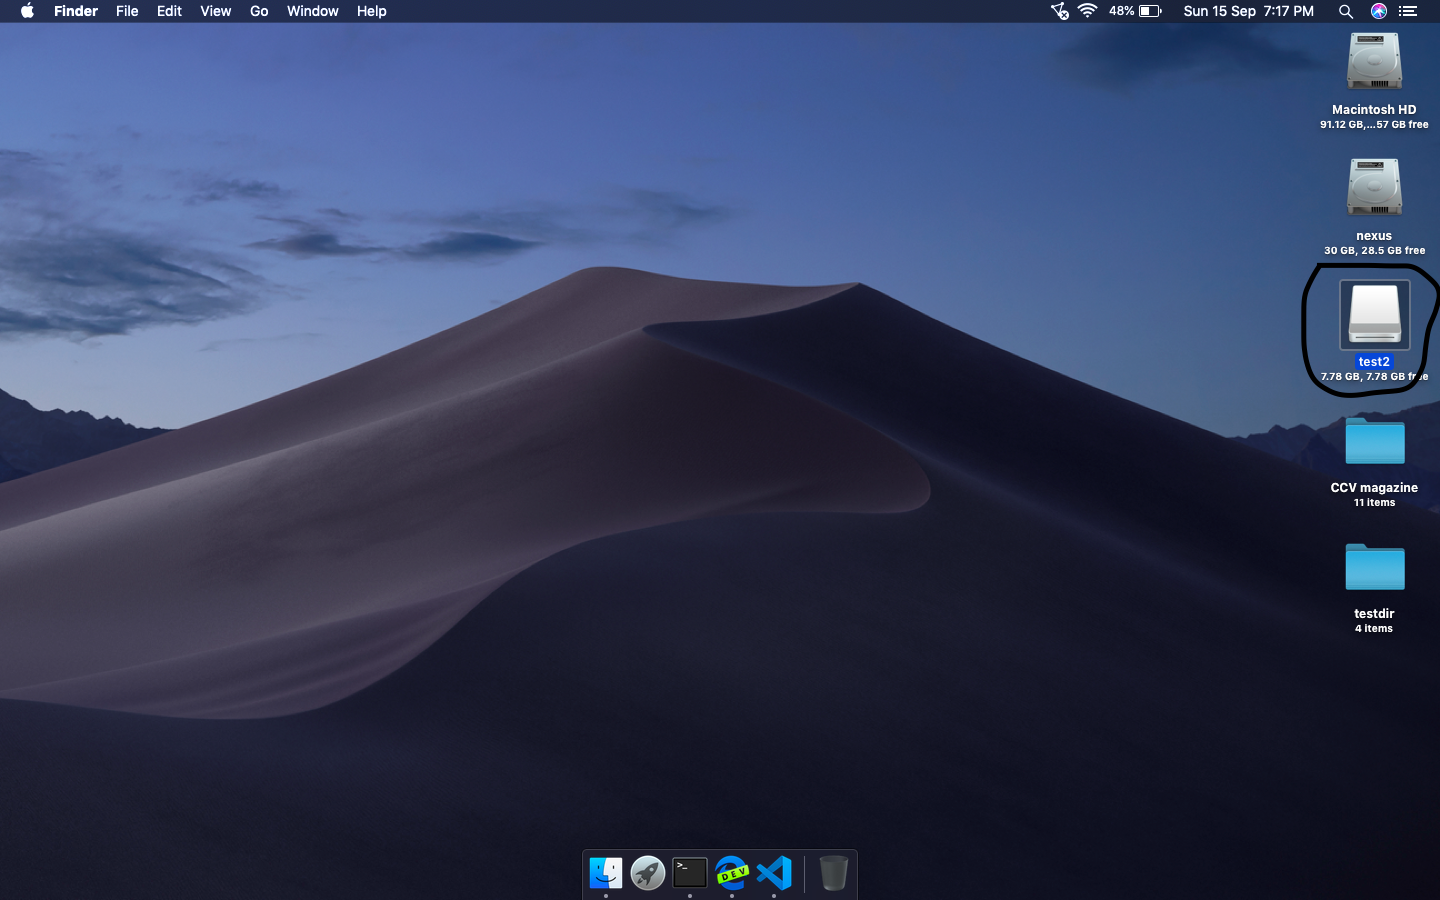 Finder File Edit View Go Window Help 48% Sun 15 Sep 7:17 PM
Macintosh HD
91.12 GB,...57 GB free
nexus
30 GB, 28.5 GB free
test2
7.78 GB, 7.78 GB free
CCV magazine
11 items
testdir
4 items
>_
DEV